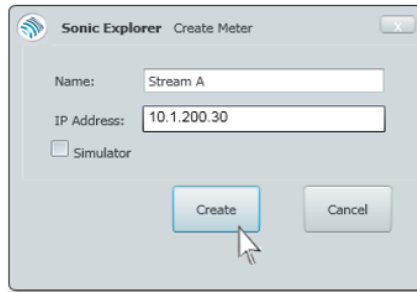 Sonic Explorer Create Meter
Name: Stream A
IP Address: 10.1.200.30
Simulator
Create Cancel